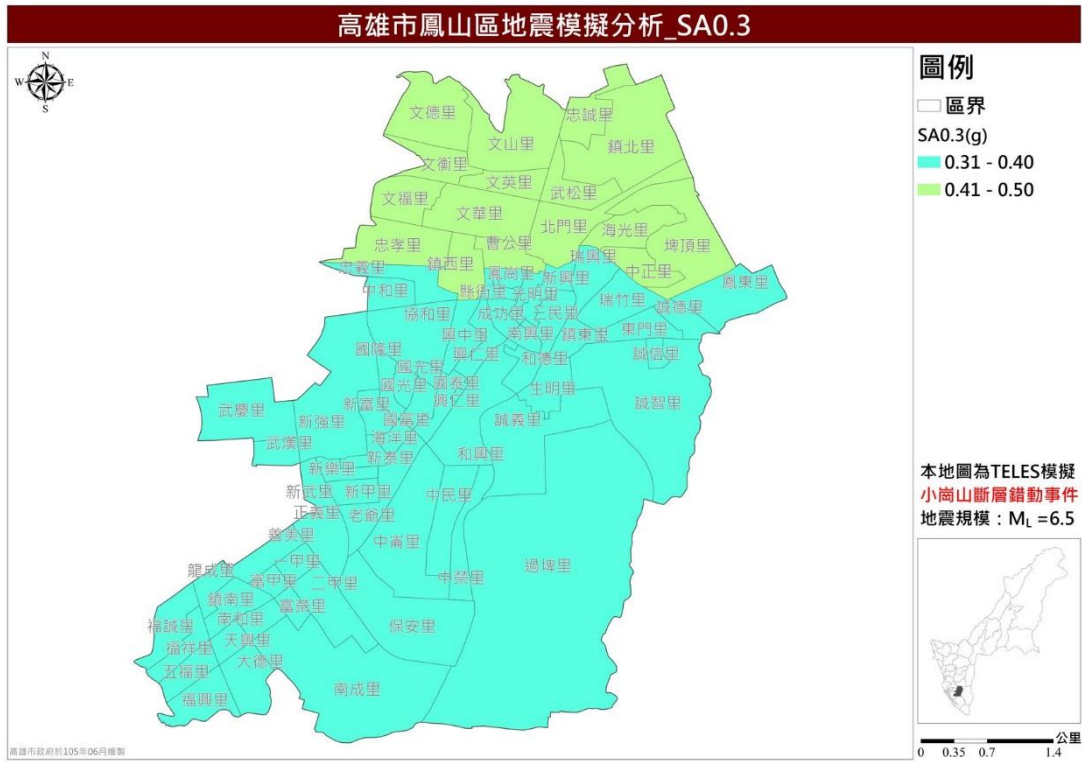 高雄市鳳山區地震模擬分析_SA0.3
N
W
E
S
圖例
區界
SA0.3(g)
0.31 - 0.40
0.41 - 0.50
文德里
忠誠里
文山里
鎮北里
文衡里
文英里
武松里
文福里
文華里
北門里
海光里
忠孝里
曹公里
埤頂里
瑞興里
忠義里
鎮西里
鳳崗里
新興里
中正里
鳳東里
中和里
縣衙里
光明里
瑞竹里
誠德里
協和里
成功里
三民里
東門里
興中里
南興里
鎮東里
國隆里
興仁里
和德里
誠信里
國光里
國泰里
生明里
新富里
興仁里
誠智里
武慶里
新強里
國富里
誠義里
武漢里
海洋里
新泰里
和興里
新樂里
新武里
新甲里
中民里
正義里
老爺里
善美里
中崙里
一甲里
過埤里
龍成里
富甲里
二甲里
中榮里
鎮南里
富榮里
福誠里
南和里
保安里
福祥里
天興里
五福里
大德里
南成里
福興里
本地圖為TELES模擬
小崗山斷層錯動事件
地震規模：ML =6.5
公里
0 0.35 0.7 1.4
高雄市政府於105年06月繪製